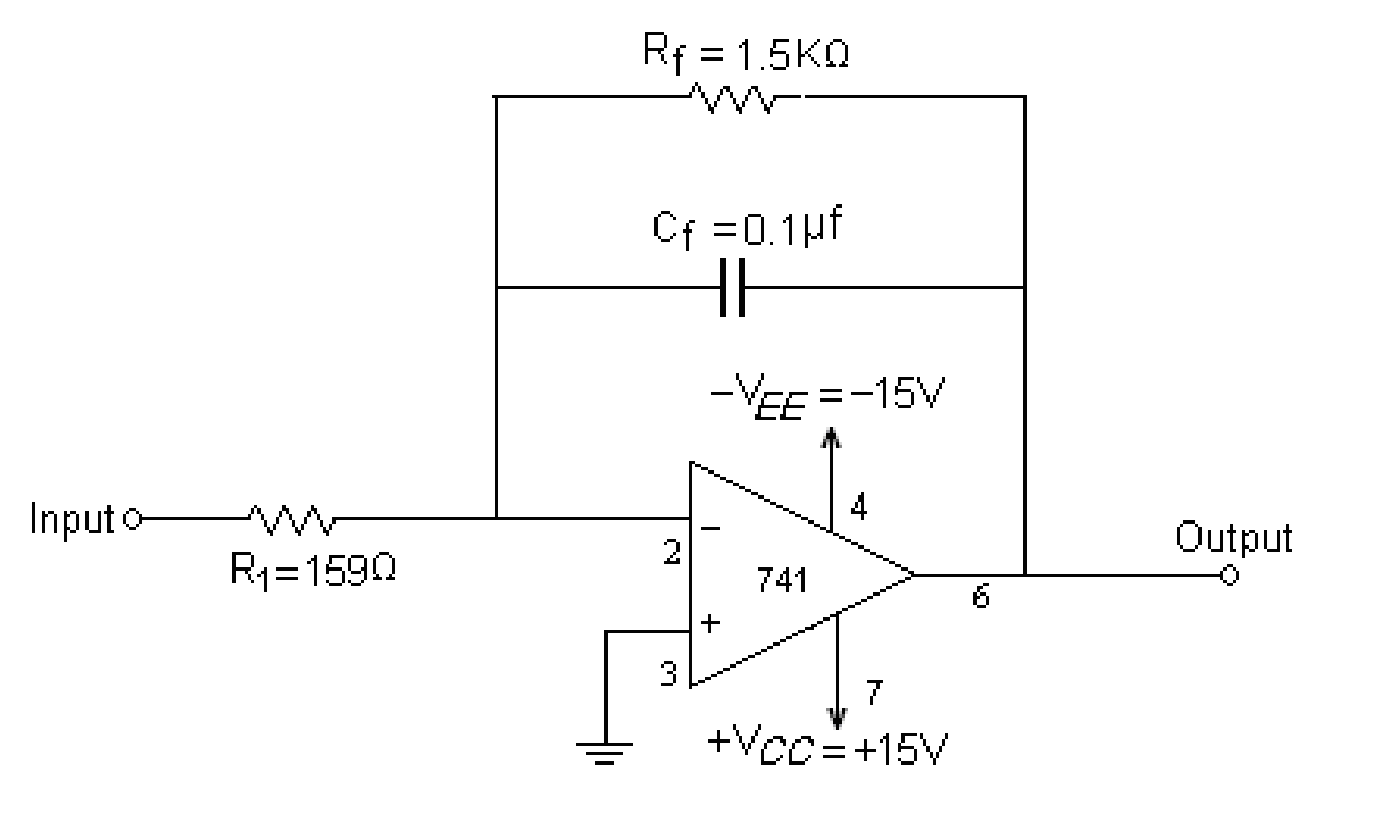 Rf = 1.5KΩ
Cf =0.1µf
−VEE = −15V
4
Input
R1=159Ω
−
2
741
Output
6
+
3
7
+VCC = +15V